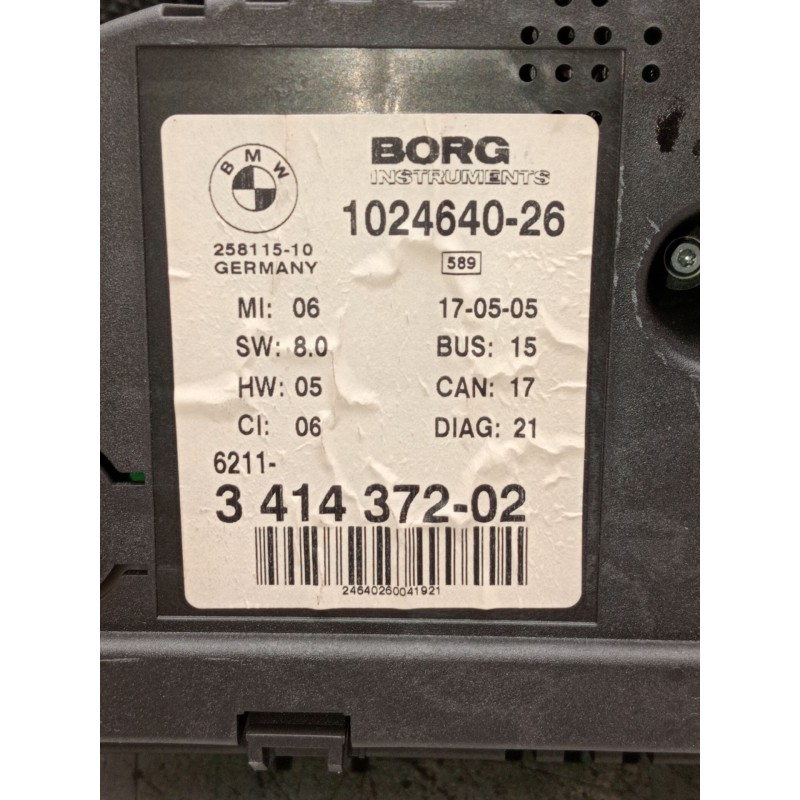 BMW
BORG
INSTRUMENTS
1024640-26
258115-10
GERMANY
589
MI: 06
17-05-05
SW: 8.0
BUS: 15
HW: 05
CAN: 17
CI: 06
DIAG: 21
6211-
3 414 372-02
24640260041921